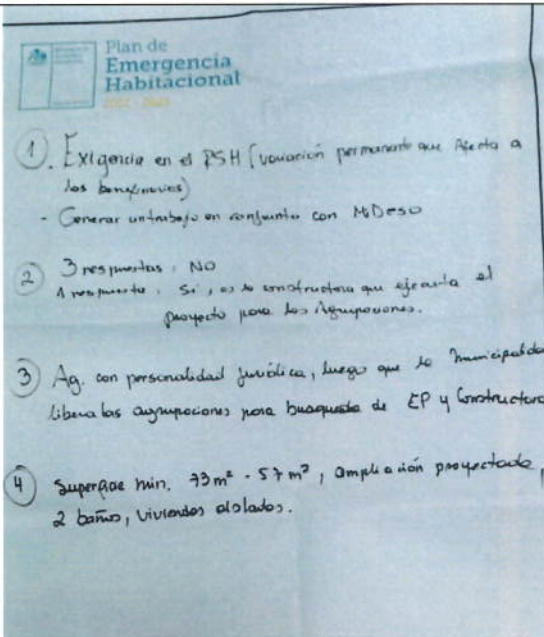 Plan de
Emergencia
Habitacional
1. Exigencia en el RSH (variación permanente que Afecta a
los beneficiarios)
- Generar un trabajo en conjunto con MDeso
2 3 respuestas, NO
1 respuesta. Si, es la constructora que ejecuta el
proyecto para las Agrupaciones.
3 Ag. con personalidad jurídica, luego que la municipalidad
libera las agrupaciones para busqueda de EP y Constructora
4 Superficie min. 73 m² - 57 m², ampliación proyectada,
2 baños, viviendas aisladas.